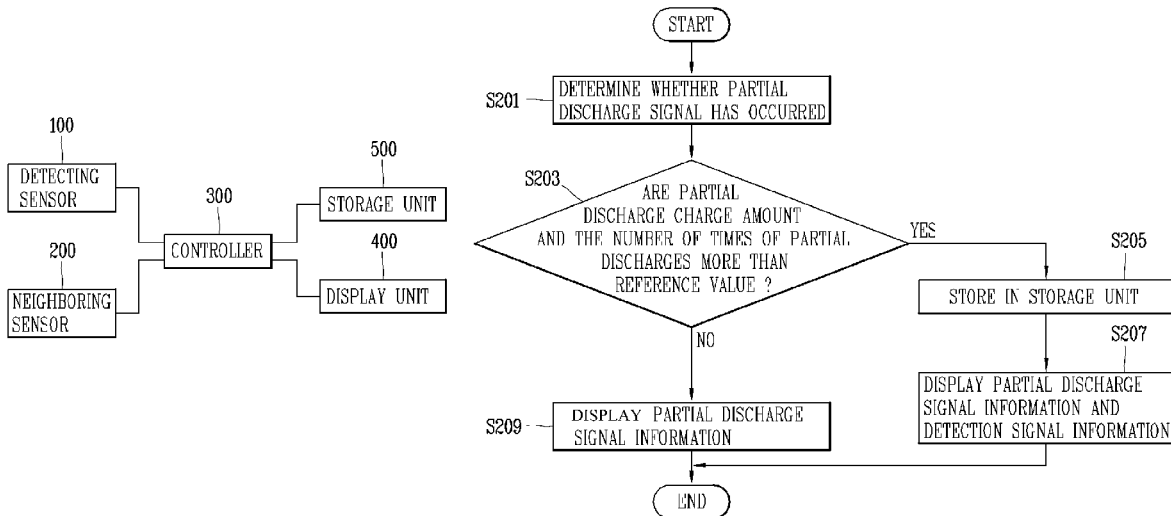 100
DETECTING
SENSOR
200
NEIGHBORING
SENSOR
300
CONTROLLER
500
STORAGE UNIT
400
DISPLAY UNIT
START
S201
DETERMINE WHETHER PARTIAL
DISCHARGE SIGNAL HAS OCCURRED
S203
ARE PARTIAL
DISCHARGE CHARGE AMOUNT
AND THE NUMBER OF TIMES OF PARTIAL
DISCHARGES MORE THAN
REFERENCE VALUE ?
YES
S205
STORE IN STORAGE UNIT
S207
DISPLAY PARTIAL DISCHARGE
SIGNAL INFORMATION AND
DETECTION SIGNAL INFORMATION
NO
S209
DISPLAY PARTIAL DISCHARGE
SIGNAL INFORMATION
END